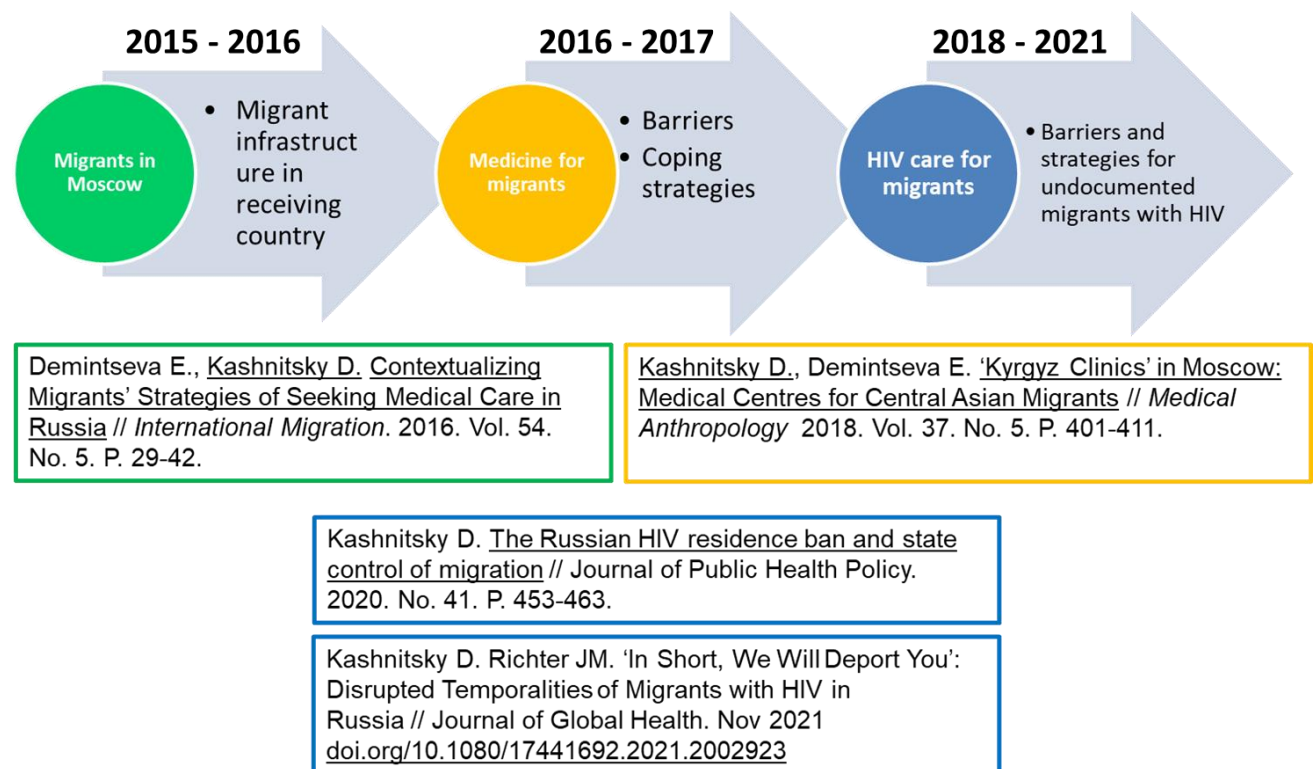 2015 - 2016
Migrants in
Moscow
• Migrant
infrastruct
ure in
receiving
country
2016 - 2017
Medicine for
migrants
• Barriers
• Coping
strategies
2018 - 2021
HIV care for
migrants
• Barriers and
strategies for
undocumented
migrants with HIV
Demintseva E., Kashnitsky D. Contextualizing
Migrants’ Strategies of Seeking Medical Care in
Russia // International Migration. 2016. Vol. 54.
No. 5. P. 29-42.
Kashnitsky D., Demintseva E. ‘Kyrgyz Clinics’ in Moscow:
Medical Centres for Central Asian Migrants // Medical
Anthropology 2018. Vol. 37. No. 5. P. 401-411.
Kashnitsky D. The Russian HIV residence ban and state
control of migration // Journal of Public Health Policy.
2020. No. 41. P. 453-463.
Kashnitsky D. Richter JM. ‘In Short, We Will Deport You’:
Disrupted Temporalities of Migrants with HIV in
Russia // Journal of Global Health. Nov 2021
doi.org/10.1080/17441692.2021.2002923